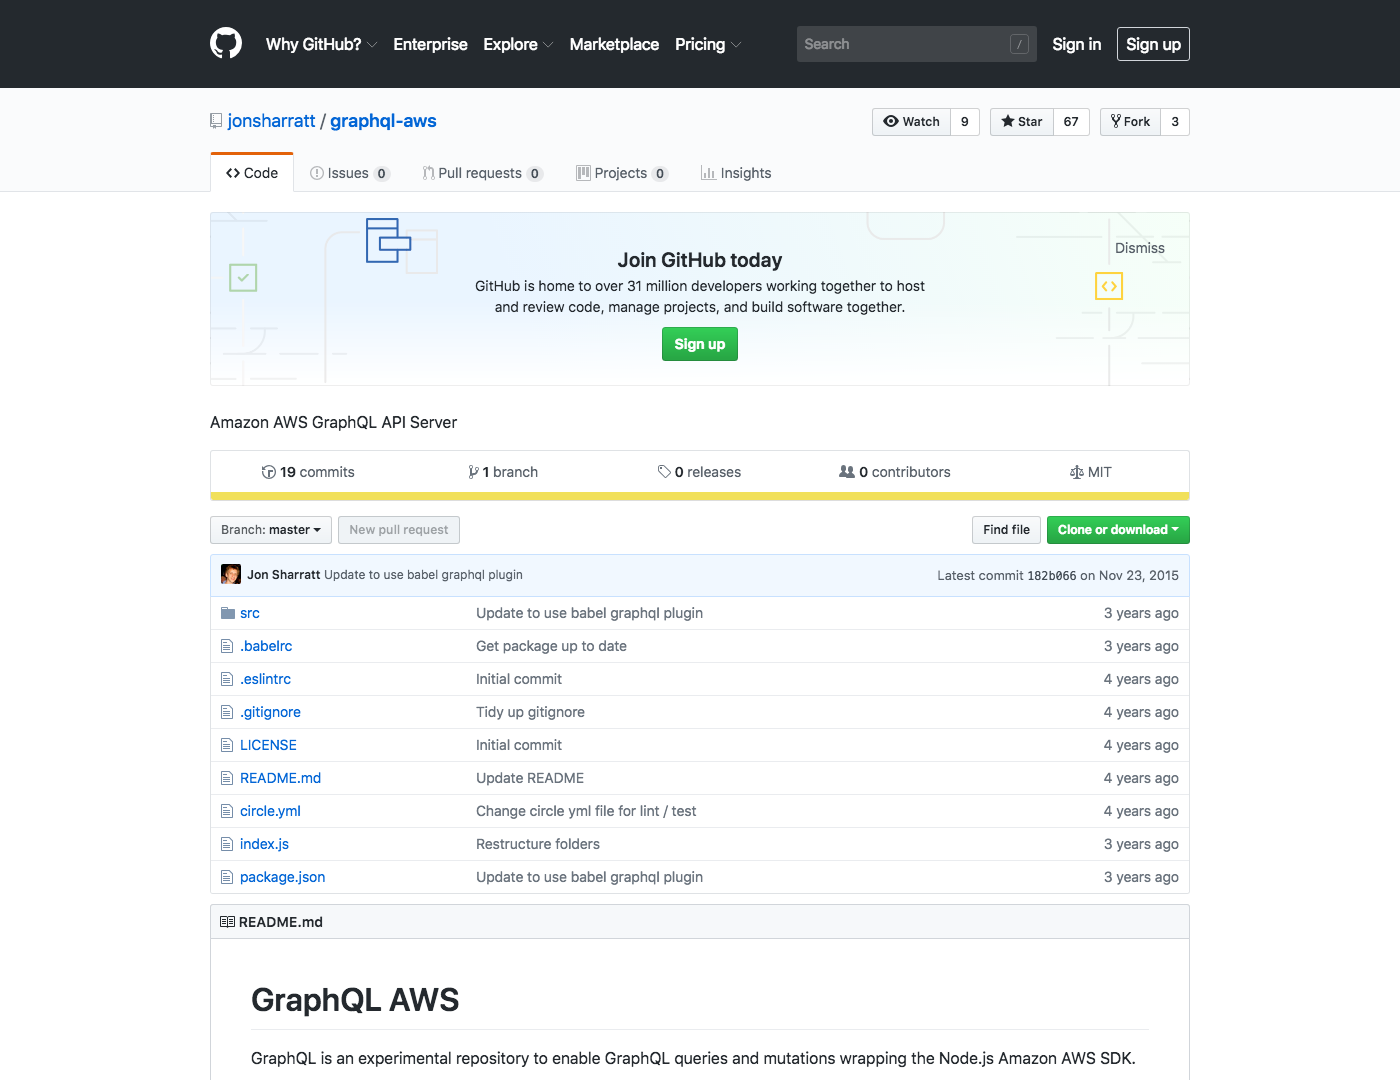 Why GitHub? Enterprise Explore Marketplace Pricing Search / Sign in Sign up
jonsharratt / graphql-aws Watch 9 Star 67 Fork 3
Code Issues 0 Pull requests 0 Projects 0 Insights
Dismiss
Join GitHub today
GitHub is home to over 31 million developers working together to host
and review code, manage projects, and build software together.
Sign up
Amazon AWS GraphQL API Server
19 commits 1 branch 0 releases 0 contributors MIT
Branch: master New pull request Find file Clone or download
Jon Sharratt Update to use babel graphql plugin Latest commit 182b066 on Nov 23, 2015
src Update to use babel graphql plugin 3 years ago
.babelrc Get package up to date 3 years ago
.eslintrc Initial commit 4 years ago
.gitignore Tidy up gitignore 4 years ago
LICENSE Initial commit 4 years ago
README.md Update README 4 years ago
circle.yml Change circle yml file for lint / test 4 years ago
index.js Restructure folders 3 years ago
package.json Update to use babel graphql plugin 3 years ago
README.md
GraphQL AWS
GraphQL is an experimental repository to enable GraphQL queries and mutations wrapping the Node.js Amazon AWS SDK.